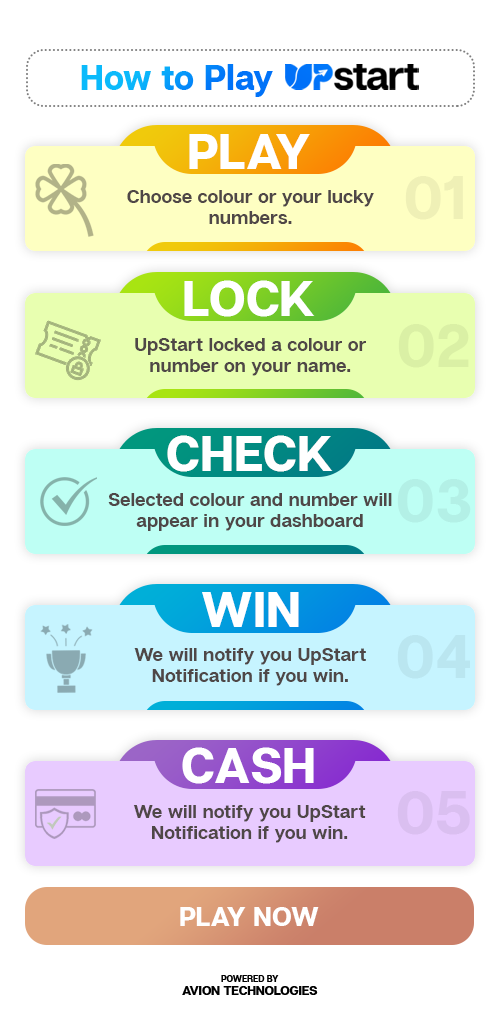 How to Play UPstart
PLAY
01
Choose colour or your lucky
numbers.
LOCK
02
UpStart locked a colour or
number on your name.
CHECK
03
Selected colour and number will
appear in your dashboard
WIN
04
We will notify you UpStart
Notification if you win.
CASH
05
We will notify you UpStart
Notification if you win.
PLAY NOW
POWERED BY
AVION TECHNOLOGIES